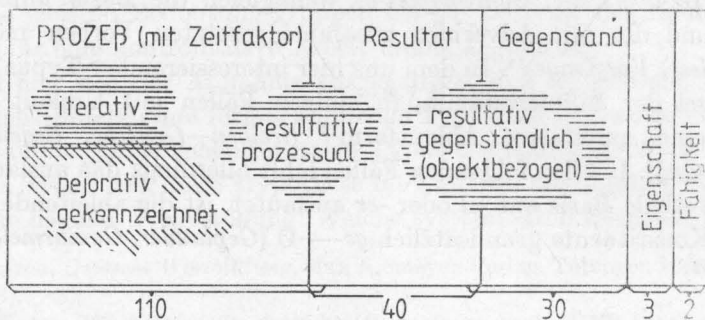 PROZEß (mit Zeitfaktor) Resultat Gegenstand
iterativ
resultativ
prozessual
resultativ
gegenständlich
(objektbezogen)
pejorativ
gekennzeichnet
Eigenschaft
Fähigkeit
110 40 30 3 2